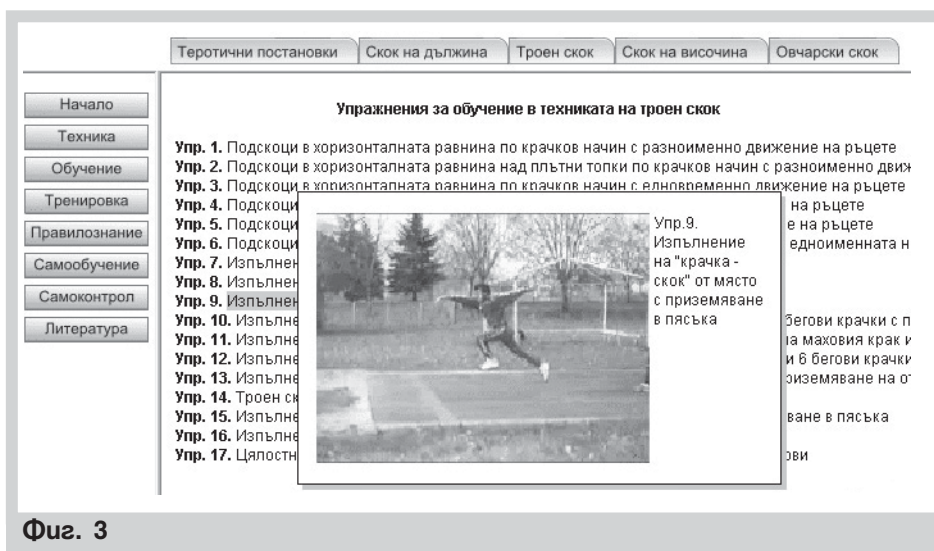 Теротични постановки
Скок на дължина
Троен скок
Скок на височина
Овчарски скок
Начало
Техника
Обучение
Тренировка
Правилознание
Самообучение
Самоконтрол
Литература
Упражнения за обучение в техниката на троен скок
Упр. 1. Подскоци в хоризонталната равнина по крачков начин с разноименно движение на ръцете
Упр. 2. Подскоци в хоризонталната равнина над плътни топки по крачков начин с разноименно движ
Упр. 3. Подскоци в хоризонталната равнина по крачков начин с едновременно движение на ръцете
Упр. 4. Подскоци на ръцете
Упр. 5. Подскоци е на ръцете
Упр. 6. Подскоци едноименната н
Упр. 7. Изпълнен
Упр. 8. Изпълнен
Упр. 9. Изпълнен
Упр. 10. Изпълне бегови крачки с п
Упр. 11. Изпълне на маховия крак и
Упр. 12. Изпълне и 6 бегови крачки
Упр. 13. Изпълне риземяване на от
Упр. 14. Троен ск
Упр. 15. Изпълне ване в пясъка
Упр. 16. Изпълне
Упр. 17. Цялостн ови
Упр.9.
Изпълнение
на "крачка -
скок" от място
с приземяване
в пясъка
Фиг. 3